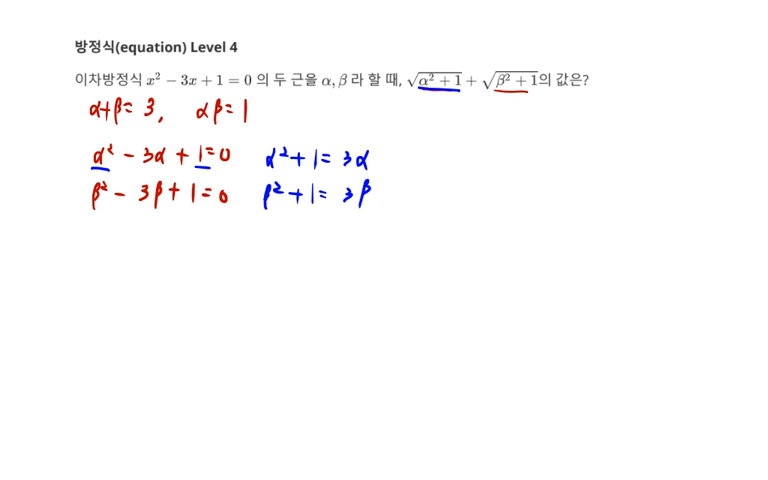 방정식(equation) Level 4
이차방정식 x² − 3x + 1 = 0 의 두 근을 α, β 라 할 때, √(α² + 1) + √(β² + 1)의 값은?
α+β = 3, αβ = 1
α² − 3α + 1 = 0 α² + 1 = 3α
β² − 3β + 1 = 0 β² + 1 = 3β